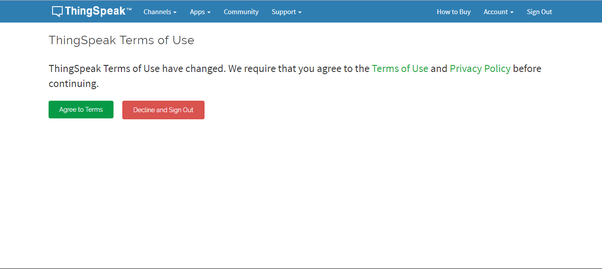 ThingSpeak™ Channels Apps Community Support How to Buy Account Sign Out
ThingSpeak Terms of Use
ThingSpeak Terms of Use have changed. We require that you agree to the Terms of Use and Privacy Policy before
continuing.
Agree to Terms Decline and Sign Out